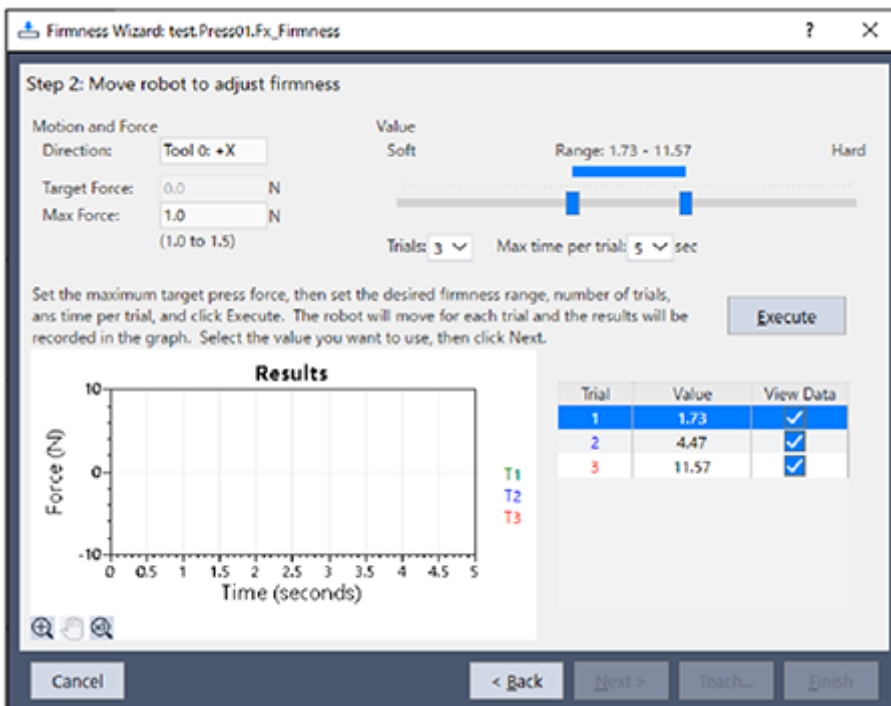 Firmness Wizard: test.Press01.Fx_Firmness
?
Step 2: Move robot to adjust firmness
Motion and Force
Direction: Tool 0: +X
Target Force: 0.0 N
Max Force: 1.0 N
(1.0 to 1.5)
Value
Soft Range: 1.73 - 11.57 Hard
Trials: 3 Max time per trial: 5 sec
Set the maximum target press force, then set the desired firmness range, number of trials,
ans time per trial, and click Execute. The robot will move for each trial and the results will be
recorded in the graph. Select the value you want to use, then click Next.
Execute
Results
Force (N)
10
0
-10
0 0.5 1 1.5 2 2.5 3 3.5 4 4.5 5
Time (seconds)
T1
T2
T3
Trial Value View Data
1 1.73
2 4.47
3 11.57
Cancel < Back Next > Teach... Finish